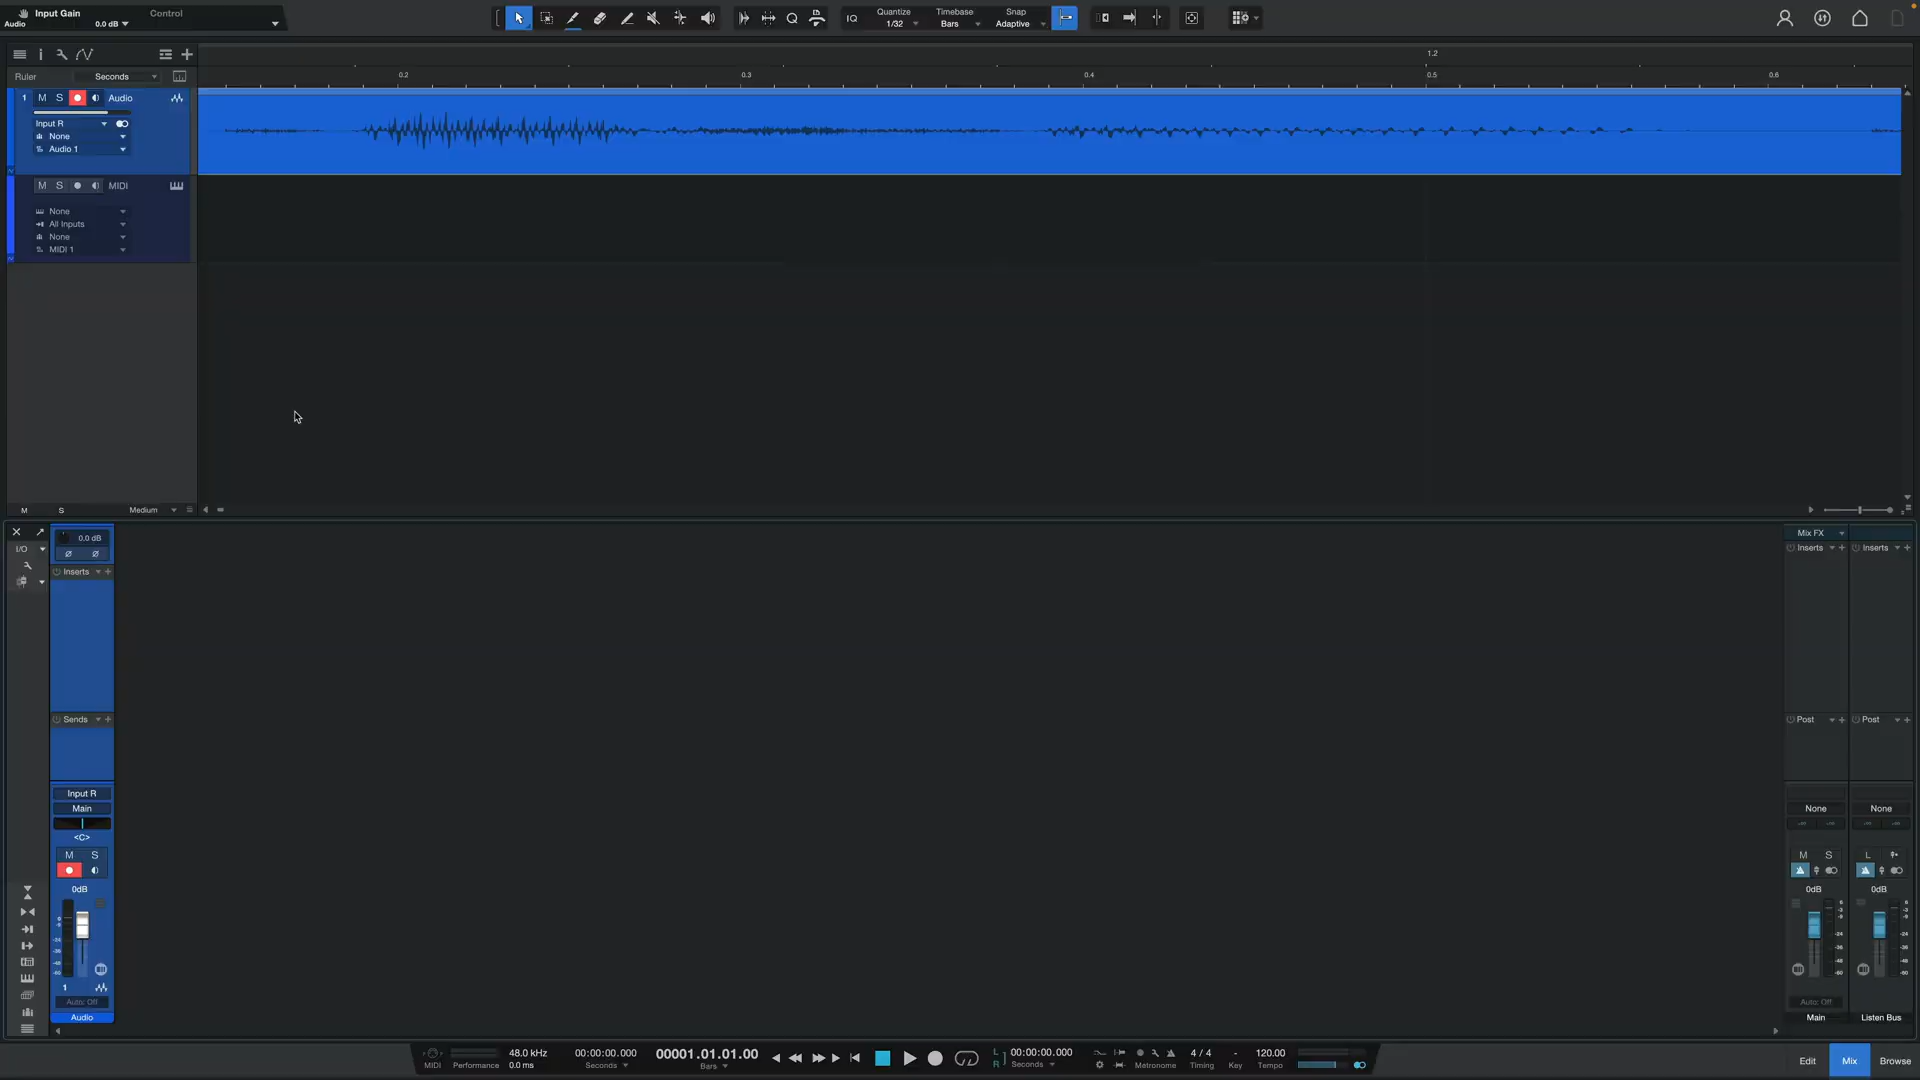 Input Gain
Control
Audio
0.0 dB
IQ
Quantize
1/32
Timebase
Bars
Snap
Adaptive
Ruler
Seconds
1.2
0.2
0.3
0.4
0.5
0.6
1
M
S
Audio
Input R
None
Audio 1
M
S
MIDI
None
All Inputs
None
MIDI 1
M
S
Medium
I/O
0.0 dB
Inserts
Sends
Input R
Main
<C>
M
S
0dB
1
Auto: Off
Audio
Mix FX
Inserts
Inserts
Post
Post
None
None
M
S
L
0dB
0dB
Auto: Off
Main
Listen Bus
MIDI
Performance
48.0 kHz
0.0 ms
00:00:00.000
Seconds
00001.01.01.00
Bars
L
R
00:00:00.000
Seconds
Metronome
4 / 4
Timing
-
Key
120.00
Tempo
Edit
Mix
Browse